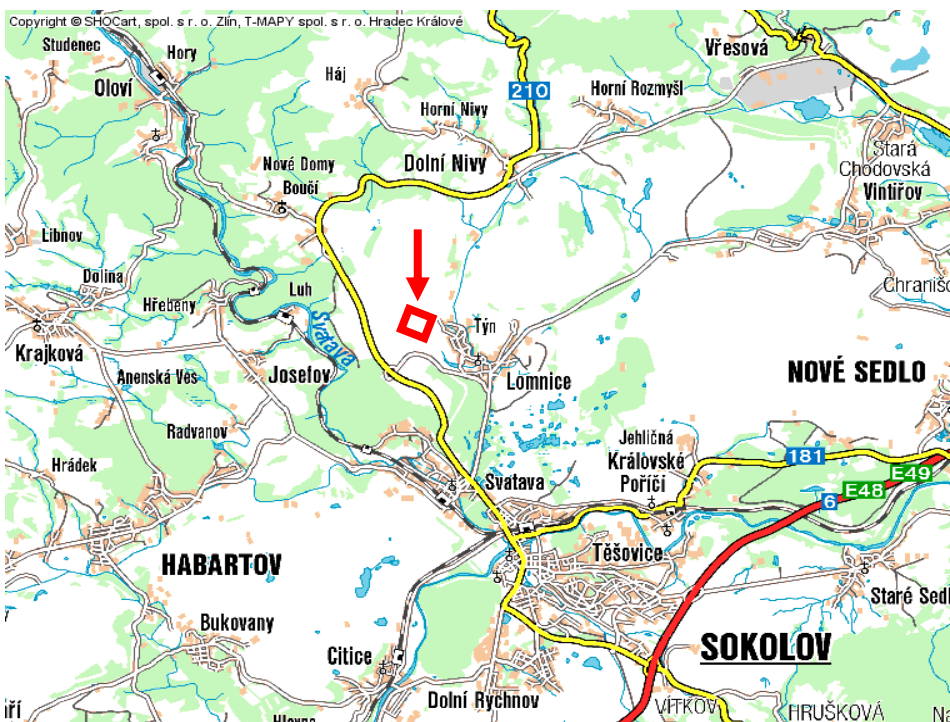 Copyright © SHOCart, spol. s r. o. Zlín, T-MAPY spol. s r. o. Hradec Králové
Studenec
Hory
Vřesová
Háj
Oloví
210
Horní Rozmyšl
Horní Nivy
Stará
Chodovská
Nové Domy
Dolní Nivy
Boučí
Vintířov
Libnov
Dolina
Luh
Chranišo
Hřebeny
Svatava
Týn
Krajková
Josefov
Lomnice
NOVÉ SEDLO
Anenská Ves
Radvanov
Jehličná
Hrádek
Královské
Poříčí
181
E49
Svatava
E48
6
Těšovice
HABARTOV
Staré Sedl
Bukovany
SOKOLOV
Citice
Dolní Rychnov
VÍTKOV
HRUŠKOVÁ
Na
áří
Hlavna